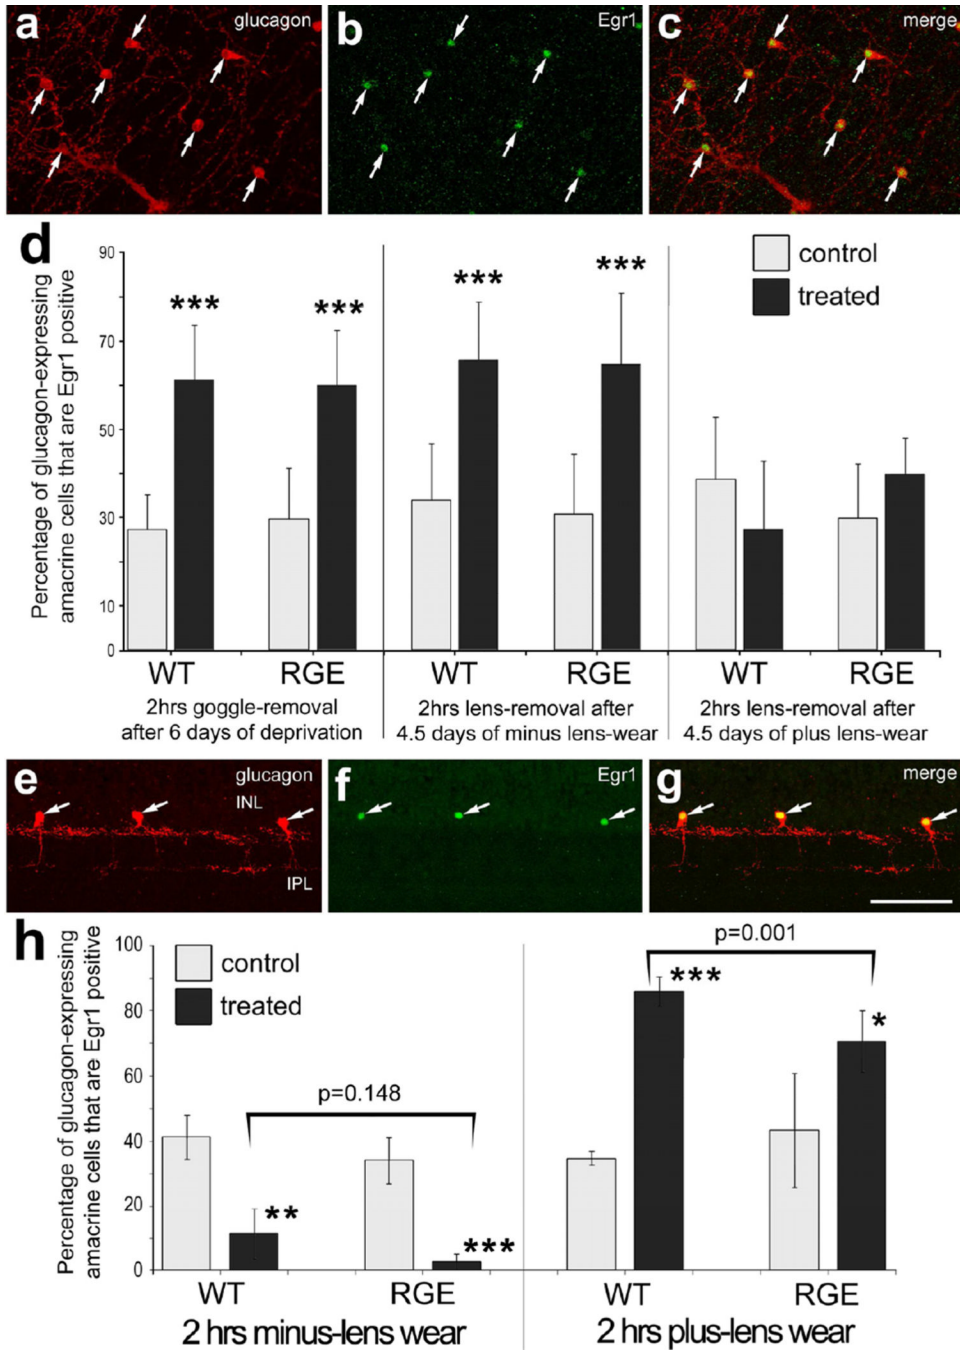 a glucagon
b Egr1
c merge
d
Percentage of glucagon-expressing
amacrine cells that are Egr1 positive
90
70
50
30
10
0
control
treated
***
***
***
***
WT
RGE
WT
RGE
WT
RGE
2hrs goggle-removal
after 6 days of deprivation
2hrs lens-removal after
4.5 days of minus lens-wear
2hrs lens-removal after
4.5 days of plus lens-wear
e glucagon
INL
IPL
f Egr1
g merge
h
Percentage of glucagon-expressing
amacrine cells that are Egr1 positive
100
80
60
40
20
0
control
treated
p=0.148
**
***
p=0.001
***
*
WT
RGE
WT
RGE
2 hrs minus-lens wear
2 hrs plus-lens wear